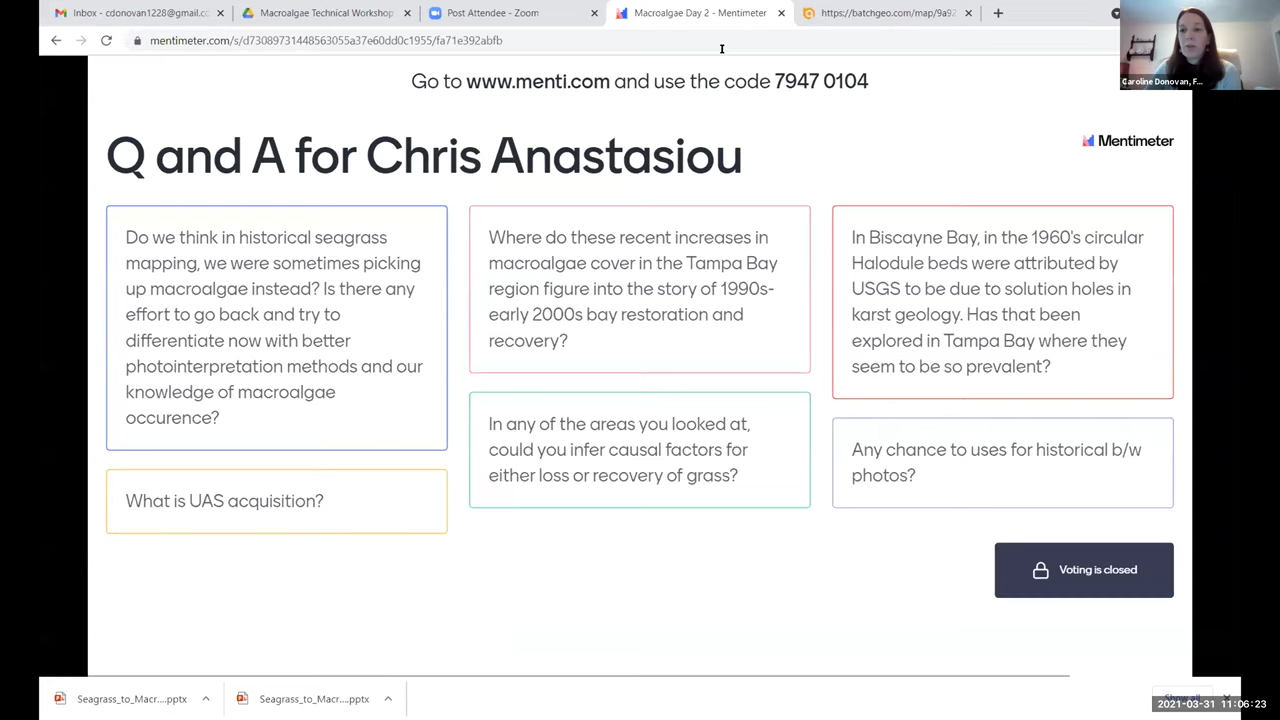 Inbox - cdonovan1228@gmail.cc
Macroalgae Technical Workshop
Post Attendee - Zoom
Macroalgae Day 2 - Mentimeter
https://batchgeo.com/map/9a92
mentimeter.com/s/d73089731448563055a37e60dd0c1955/fa71e392abfb
Caroline Donovan, F...
Go to www.menti.com and use the code 7947 0104
Q and A for Chris Anastasiou
Mentimeter
Do we think in historical seagrass
mapping, we were sometimes picking
up macroalgae instead? Is there any
effort to go back and try to
differentiate now with better
photointerpretation methods and our
knowledge of macroalgae
occurence?
What is UAS acquisition?
Where do these recent increases in
macroalgae cover in the Tampa Bay
region figure into the story of 1990s-
early 2000s bay restoration and
recovery?
In any of the areas you looked at,
could you infer causal factors for
either loss or recovery of grass?
In Biscayne Bay, in the 1960's circular
Halodule beds were attributed by
USGS to be due to solution holes in
karst geology. Has that been
explored in Tampa Bay where they
seem to be so prevalent?
Any chance to uses for historical b/w
photos?
Voting is closed
Seagrass_to_Macr....pptx
Seagrass_to_Macr....pptx
Show all
2021-03-31 11:06:23